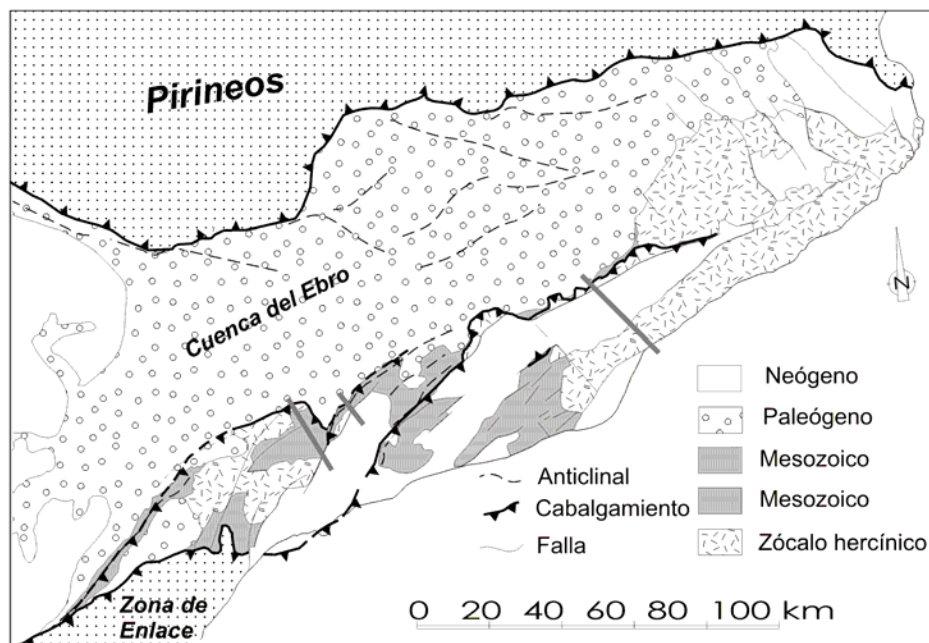 Pirineos
Cuenca del Ebro
N
Neógeno
Paleógeno
Mesozoico
Mesozoico
Zócalo hercínico
Anticlinal
Cabalgamiento
Falla
Zona de
Enlace
0 20 40 60 80 100 km